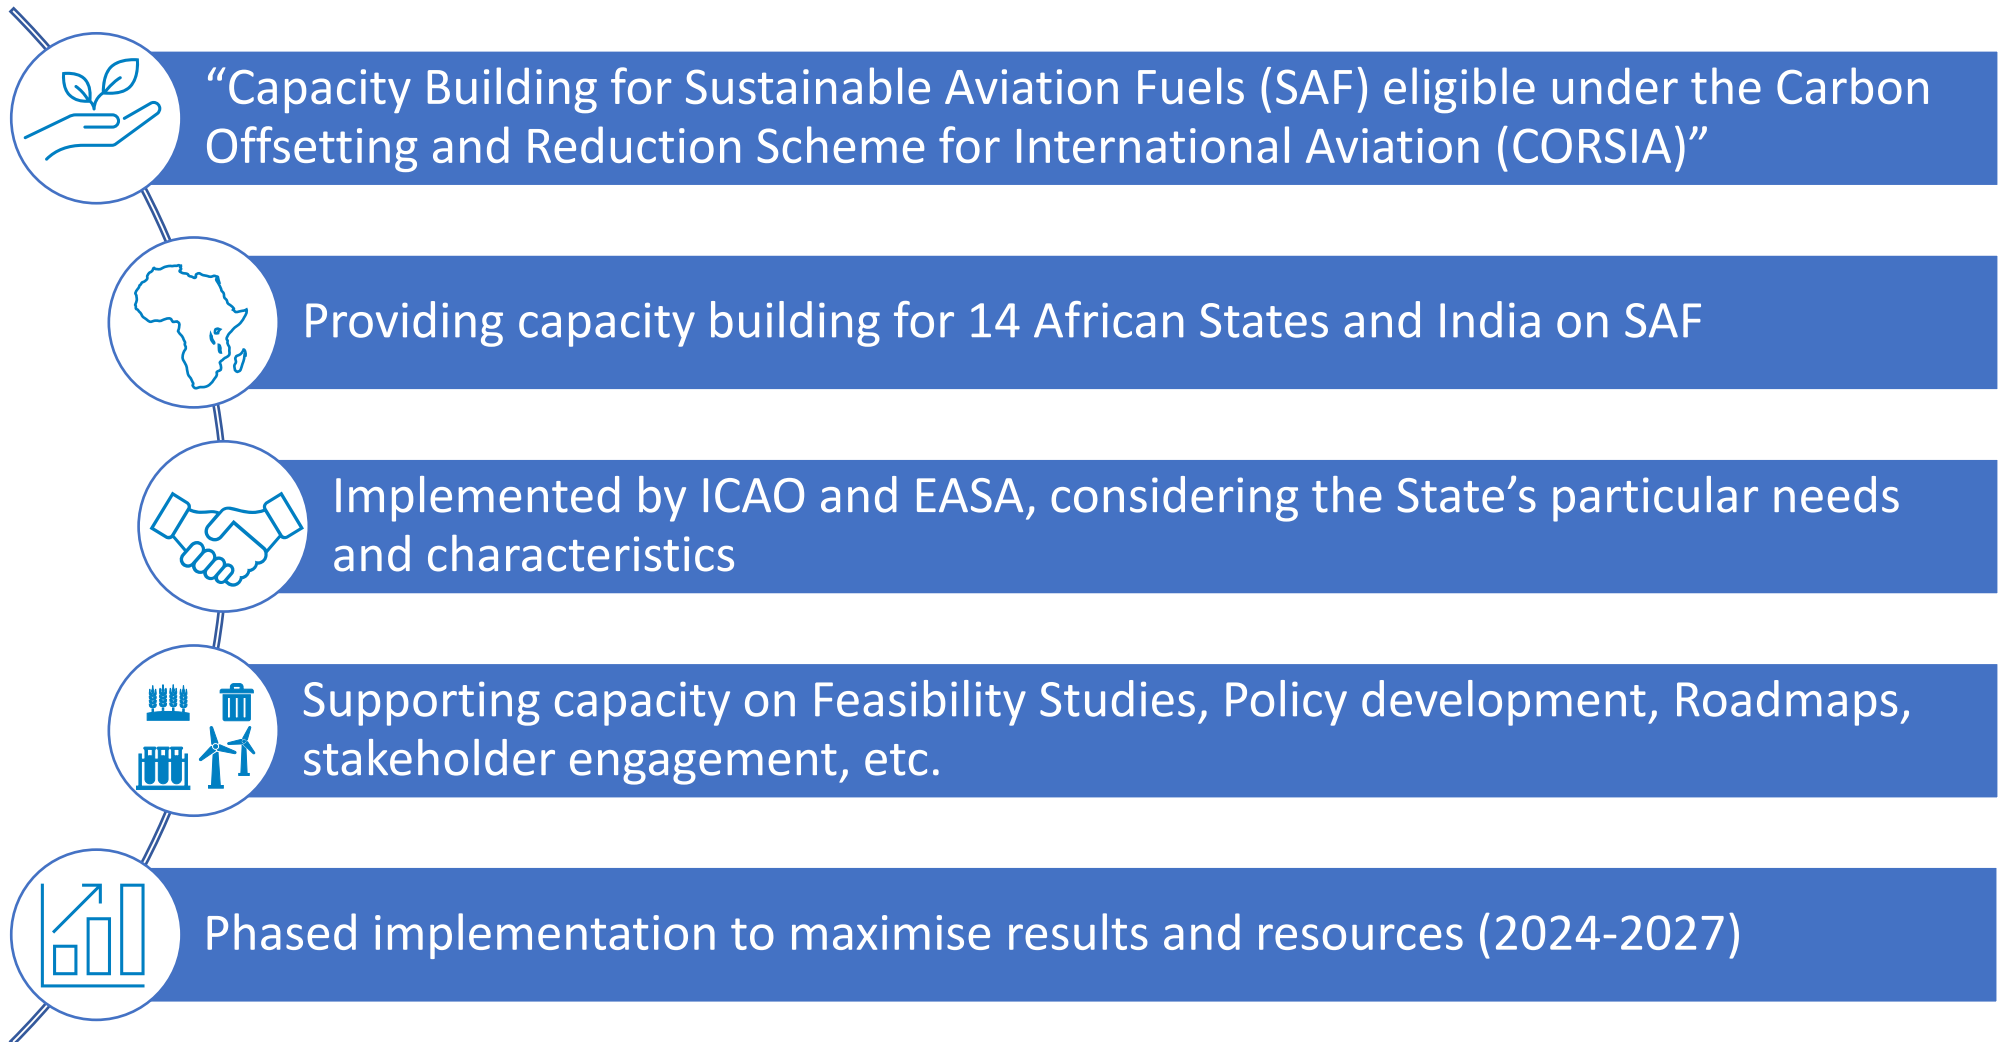 “Capacity Building for Sustainable Aviation Fuels (SAF) eligible under the Carbon
Offsetting and Reduction Scheme for International Aviation (CORSIA)”
Providing capacity building for 14 African States and India on SAF
Implemented by ICAO and EASA, considering the State’s particular needs
and characteristics
Supporting capacity on Feasibility Studies, Policy development, Roadmaps,
stakeholder engagement, etc.
Phased implementation to maximise results and resources (2024-2027)